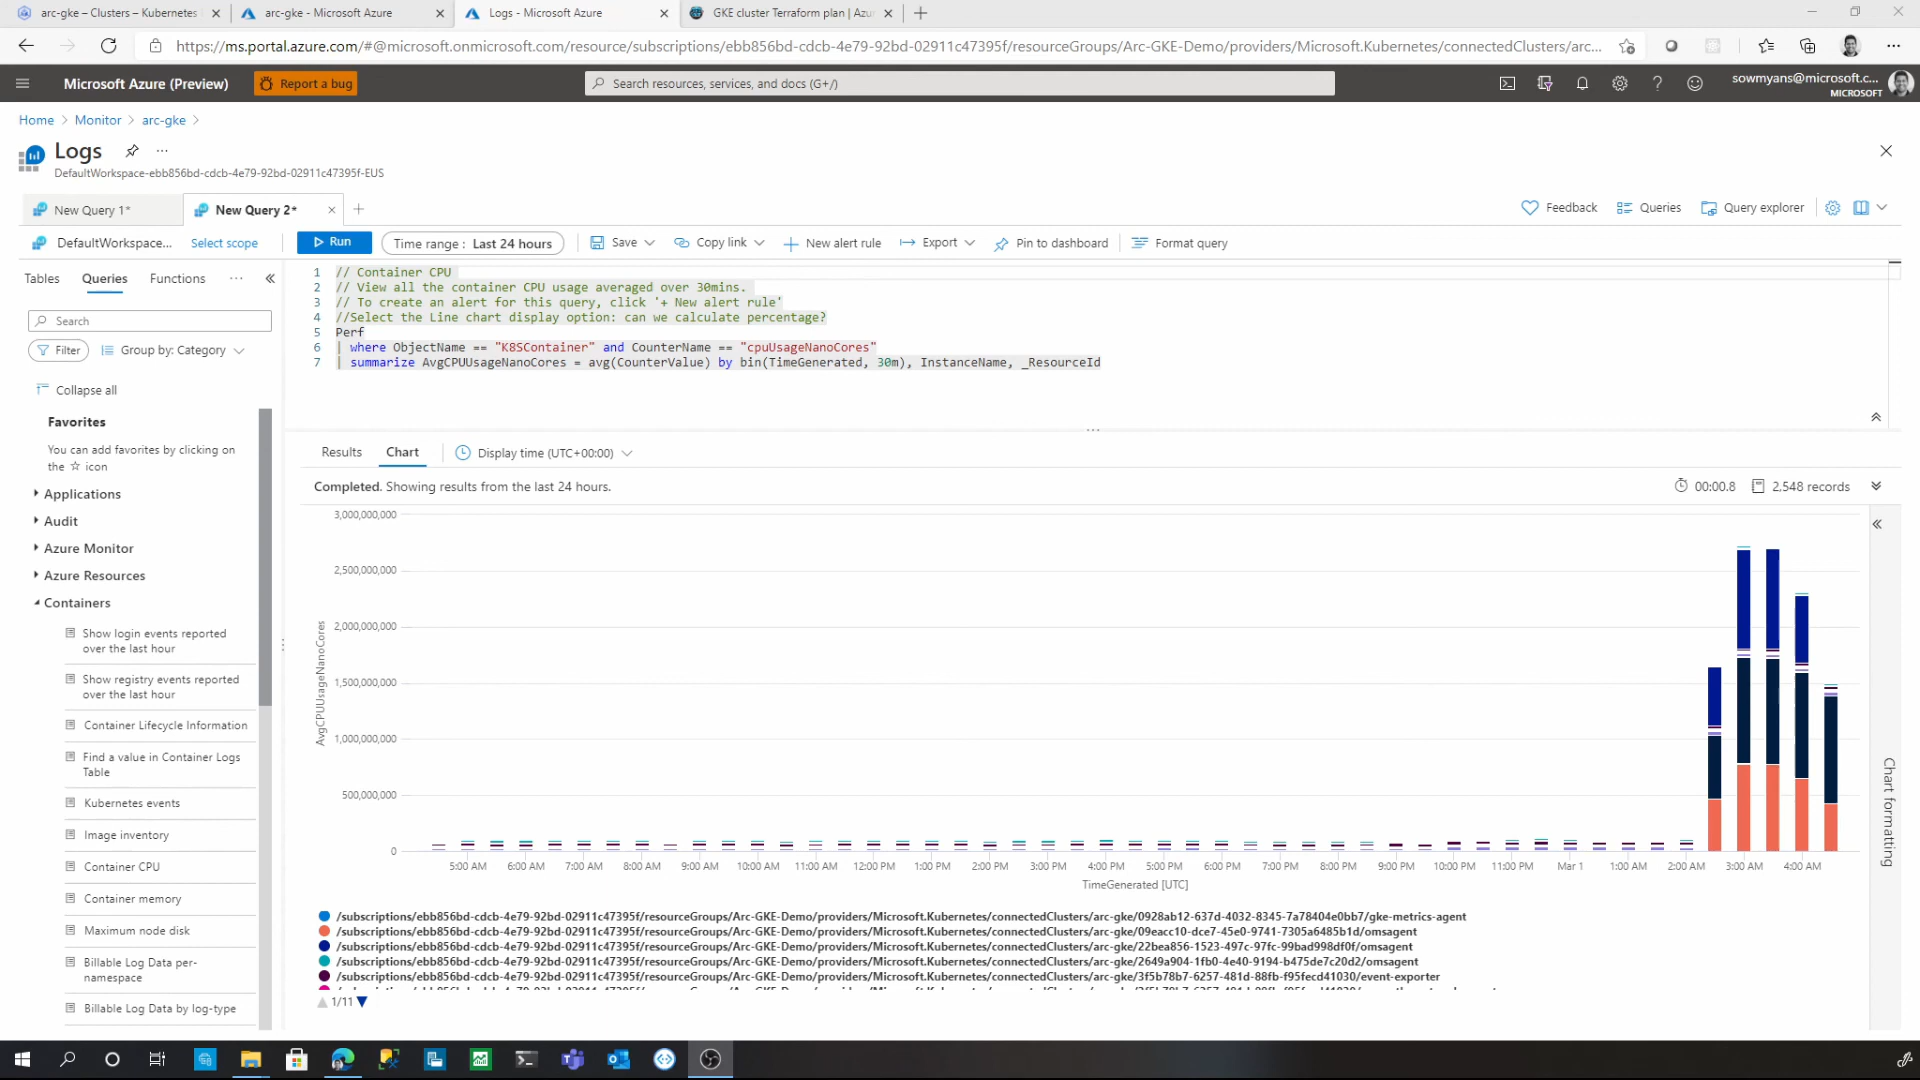 arc-gke – Clusters – Kubernetes
arc-gke - Microsoft Azure
Logs - Microsoft Azure
GKE cluster Terraform plan | Azu
https://ms.portal.azure.com/#@microsoft.onmicrosoft.com/resource/subscriptions/ebb856bd-cdcb-4e79-92bd-02911c47395f/resourceGroups/Arc-GKE-Demo/providers/Microsoft.Kubernetes/connectedClusters/arc...
Microsoft Azure (Preview)
Report a bug
Search resources, services, and docs (G+/)
sowmyans@microsoft.c...
MICROSOFT
Home > Monitor > arc-gke >
Logs
DefaultWorkspace-ebb856bd-cdcb-4e79-92bd-02911c47395f-EUS
New Query 1*
New Query 2*
Feedback
Queries
Query explorer
DefaultWorkspace...
Select scope
Run
Time range : Last 24 hours
Save
Copy link
New alert rule
Export
Pin to dashboard
Format query
Tables
Queries
Functions
1 // Container CPU
2 // View all the container CPU usage averaged over 30mins.
3 // To create an alert for this query, click '+ New alert rule'
4 //Select the Line chart display option: can we calculate percentage?
5 Perf
6 | where ObjectName == "K8SContainer" and CounterName == "cpuUsageNanoCores"
7 | summarize AvgCPUUsageNanoCores = avg(CounterValue) by bin(TimeGenerated, 30m), InstanceName, _ResourceId
Search
Filter
Group by: Category
Collapse all
Favorites
You can add favorites by clicking on
the ☆ icon
Applications
Audit
Azure Monitor
Azure Resources
Containers
Show login events reported
over the last hour
Show registry events reported
over the last hour
Container Lifecycle Information
Find a value in Container Logs
Table
Kubernetes events
Image inventory
Container CPU
Container memory
Maximum node disk
Billable Log Data per-
namespace
Billable Log Data by log-type
Results
Chart
Display time (UTC+00:00)
Completed. Showing results from the last 24 hours.
00:00.8
2,548 records
3,000,000,000
2,500,000,000
2,000,000,000
1,500,000,000
1,000,000,000
500,000,000
0
AvgCPUUsageNanoCores
5:00 AM 6:00 AM 7:00 AM 8:00 AM 9:00 AM 10:00 AM 11:00 AM 12:00 PM 1:00 PM 2:00 PM 3:00 PM 4:00 PM 5:00 PM 6:00 PM 7:00 PM 8:00 PM 9:00 PM 10:00 PM 11:00 PM Mar 1 1:00 AM 2:00 AM 3:00 AM 4:00 AM
TimeGenerated [UTC]
Chart formatting
/subscriptions/ebb856bd-cdcb-4e79-92bd-02911c47395f/resourceGroups/Arc-GKE-Demo/providers/Microsoft.Kubernetes/connectedClusters/arc-gke/0928ab12-637d-4032-8345-7a78404e0bb7/gke-metrics-agent
/subscriptions/ebb856bd-cdcb-4e79-92bd-02911c47395f/resourceGroups/Arc-GKE-Demo/providers/Microsoft.Kubernetes/connectedClusters/arc-gke/09eacc10-dce7-45e0-9741-7305a6485b1d/omsagent
/subscriptions/ebb856bd-cdcb-4e79-92bd-02911c47395f/resourceGroups/Arc-GKE-Demo/providers/Microsoft.Kubernetes/connectedClusters/arc-gke/22bea856-1523-497c-97fc-99bad998df0f/omsagent
/subscriptions/ebb856bd-cdcb-4e79-92bd-02911c47395f/resourceGroups/Arc-GKE-Demo/providers/Microsoft.Kubernetes/connectedClusters/arc-gke/2649a904-1fb0-4e40-9194-b475de7c20d2/omsagent
/subscriptions/ebb856bd-cdcb-4e79-92bd-02911c47395f/resourceGroups/Arc-GKE-Demo/providers/Microsoft.Kubernetes/connectedClusters/arc-gke/3f5b78b7-6257-481d-88fb-f95fecd41030/event-exporter
1/11